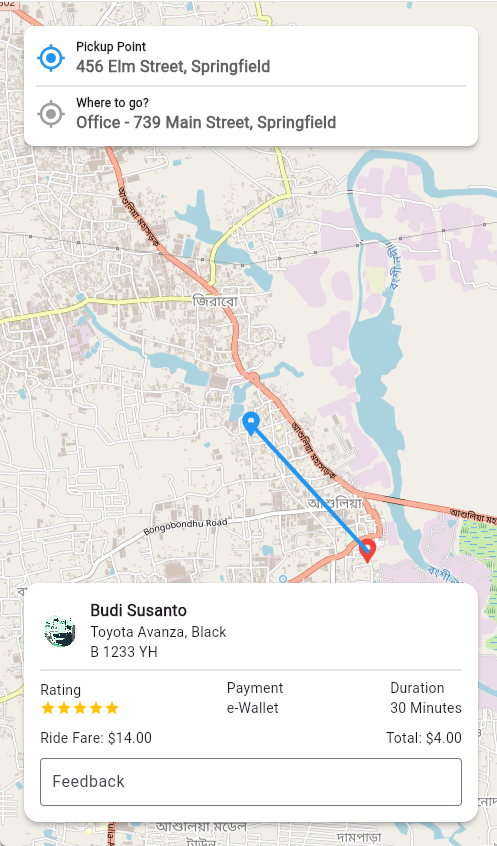 Pickup Point
456 Elm Street, Springfield
Where to go?
Office - 739 Main Street, Springfield
আশুলিয়া মহাসড়ক
বংশী নদী
জিরাবো
আশুলিয়া মহাসড়ক
আশুলিয়া
আশুলিয়া মহ
Bongobondhu Road
Budi Susanto
Toyota Avanza, Black
B 1233 YH
Rating
Payment
Duration
e-Wallet
30 Minutes
Ride Fare: $14.00
Total: $4.00
Feedback
আশুলিয়া মডেল
টাউন
দামপাড়া